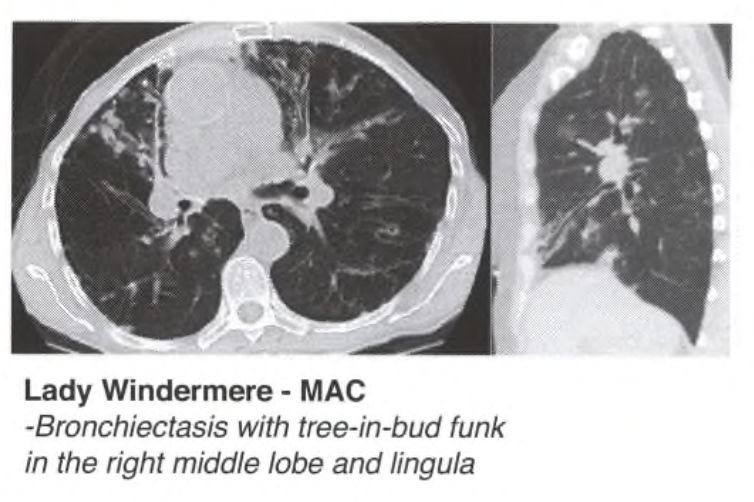 Lady Windermere - MAC
-Bronchiectasis with tree-in-bud funk
in the right middle lobe and lingula